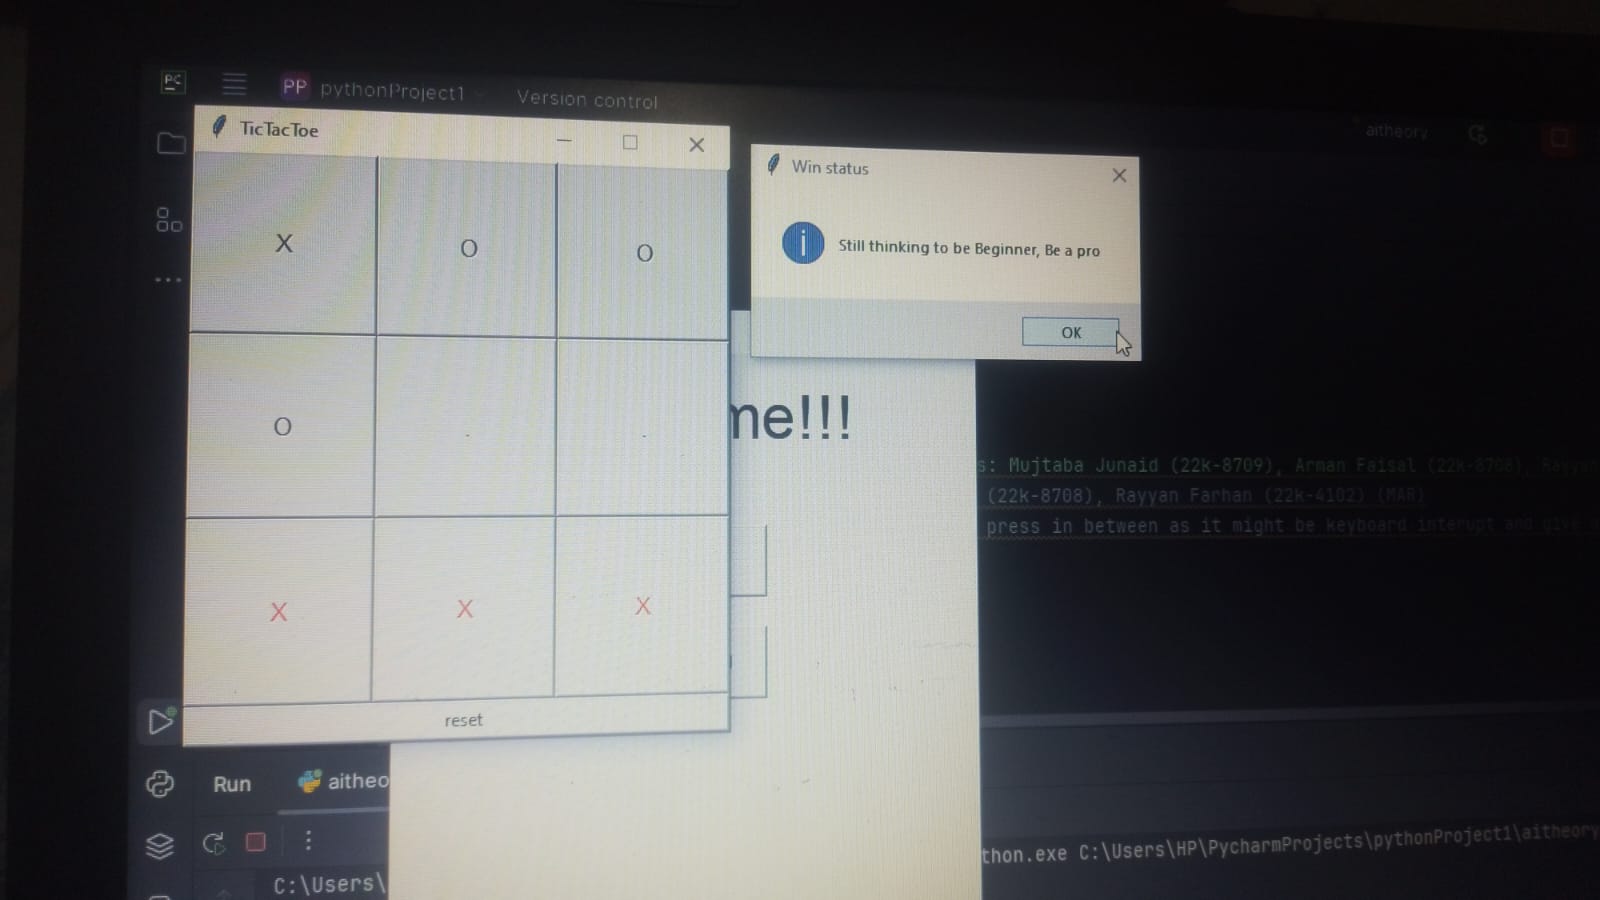 PC
PP pythonProject1 Version control
aitheory
TicTacToe
X O O
O
X X X
reset
Win status
i
Still thinking to be Beginner, Be a pro
OK
me!!!
s: Mujtaba Junaid (22k-8709), Arman Faisal (22k-8708), Rayyan
(22k-8708), Rayyan Farhan (22k-4102) (MAR)
press in between as it might be keyboard interupt and give
Run aitheo
C:\Users\
thon.exe C:\Users\HP\PycharmProjects\pythonProject1\aitheory